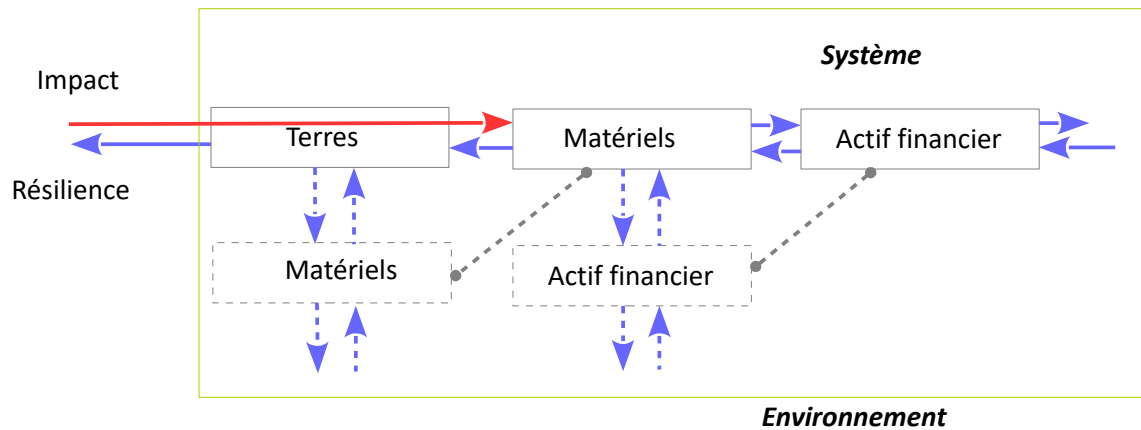 Système
Impact
Terres
Matériels
Actif financier
Résilience
Matériels
Actif financier
Environnement